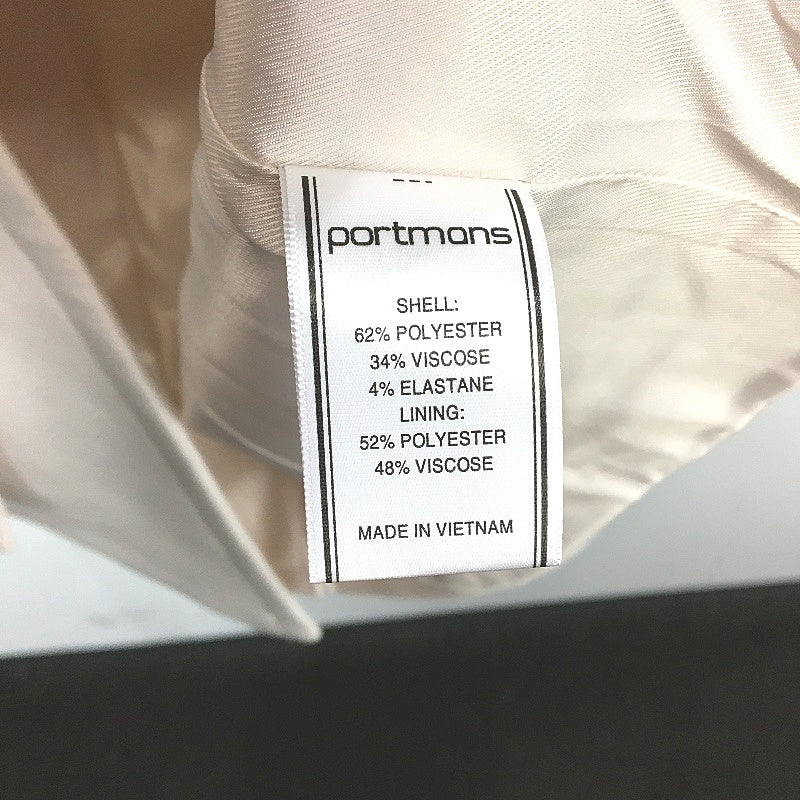 portmans
SHELL:
62% POLYESTER
34% VISCOSE
4% ELASTANE
LINING:
52% POLYESTER
48% VISCOSE
MADE IN VIETNAM